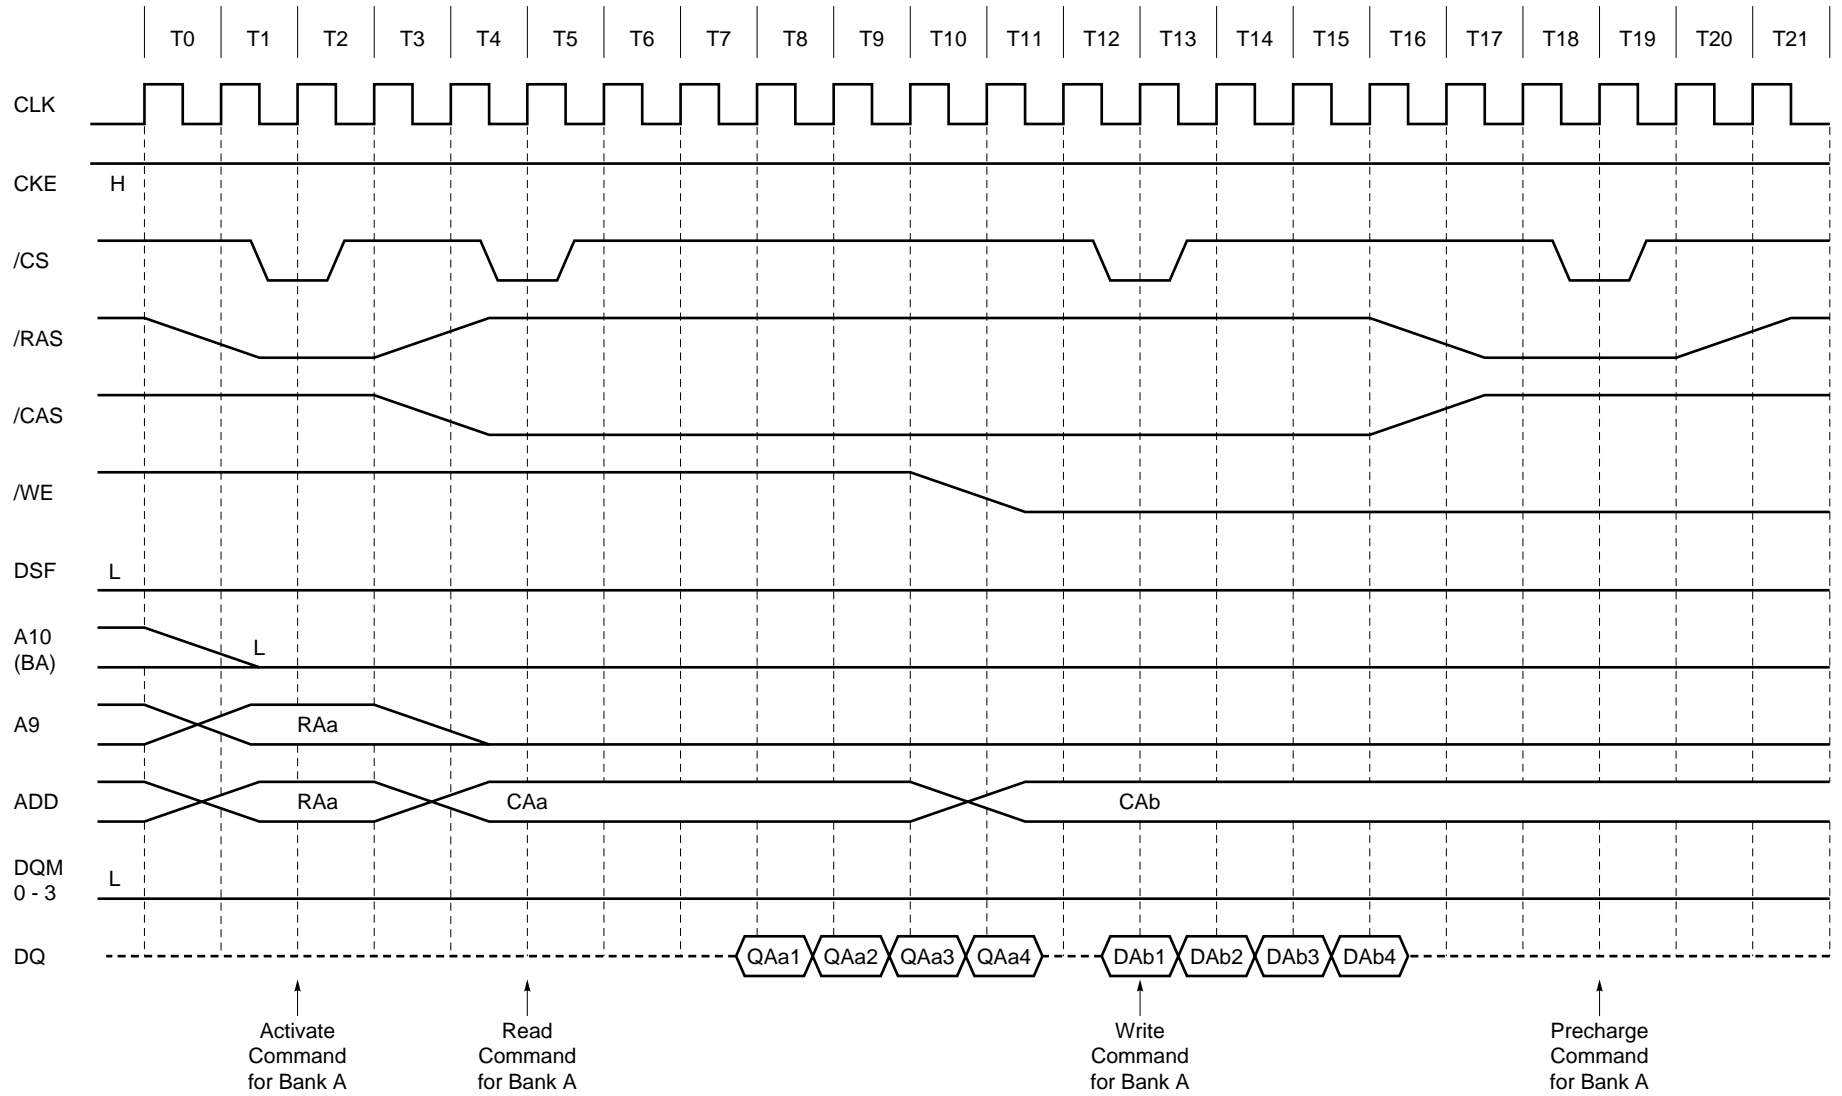 T0 T1 T2 T3 T4 T5 T6 T7 T8 T9 T10 T11 T12 T13 T14 T15 T16 T17 T18 T19 T20 T21
CLK
CKE H
/CS
/RAS
/CAS
/WE
DSF L
A10
(BA)
L
A9 RAa
ADD RAa CAa CAb
DQM
0 - 3
L
DQ QAa1 QAa2 QAa3 QAa4 DAb1 DAb2 DAb3 DAb4
Activate
Command
for Bank A
Read
Command
for Bank A
Write
Command
for Bank A
Precharge
Command
for Bank A